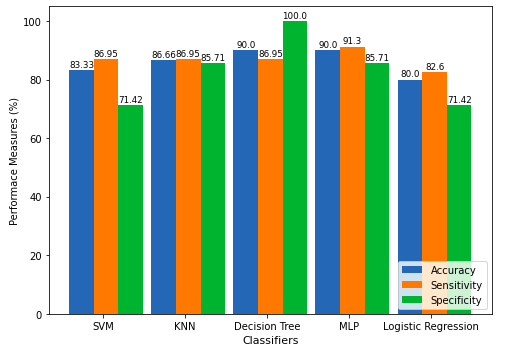 100.0
91.3
90.0
90.0
86.95
86.66
86.95
86.95
85.71
85.71
83.33
82.6
80.0
71.42
71.42
100
80
60
40
20
0
Performace Measures (%)
Accuracy
Sensitivity
Specificity
SVM
KNN
Decision Tree
MLP
Logistic Regression
Classifiers